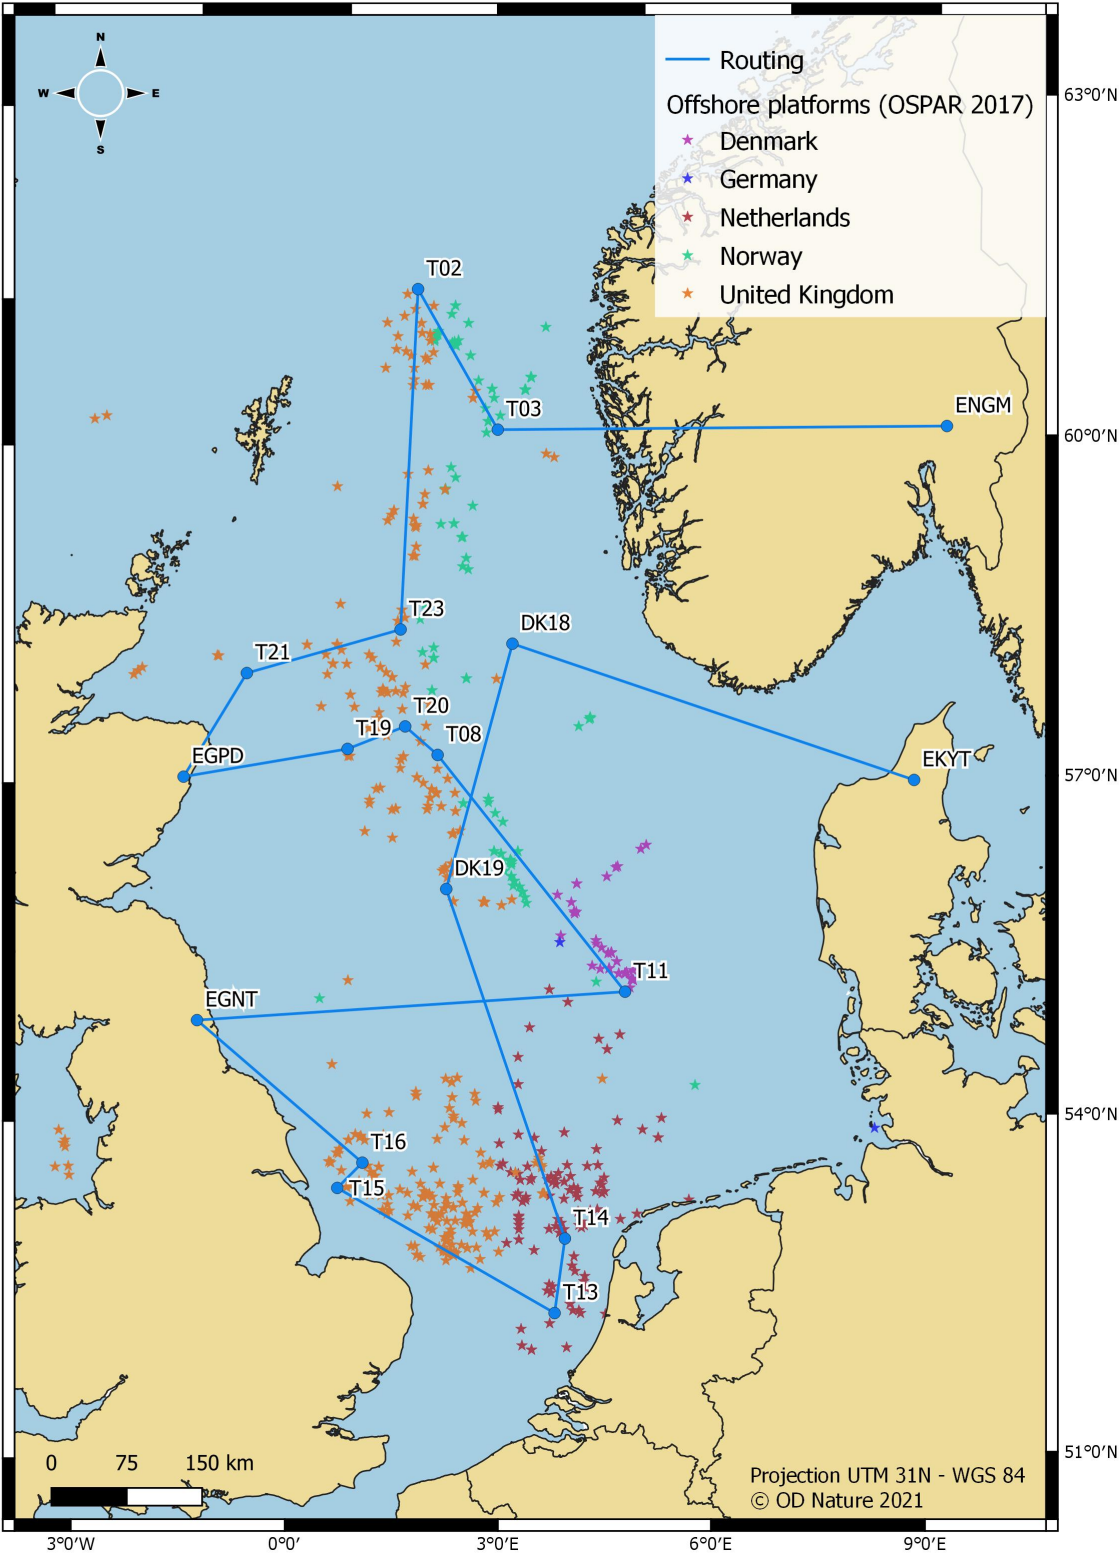 N
W E
S
Routing
Offshore platforms (OSPAR 2017)
Denmark
Germany
Netherlands
Norway
United Kingdom
63°0'N
T02
T03
ENGM
60°0'N
T23
DK18
T21
T20
T19
T08
EGPD
EKYT
57°0'N
DK19
T11
EGNT
54°0'N
T16
T15
T14
T13
0 75 150 km
51°0'N
Projection UTM 31N - WGS 84
© OD Nature 2021
3°0'W 0°0' 3°0'E 6°0'E 9°0'E